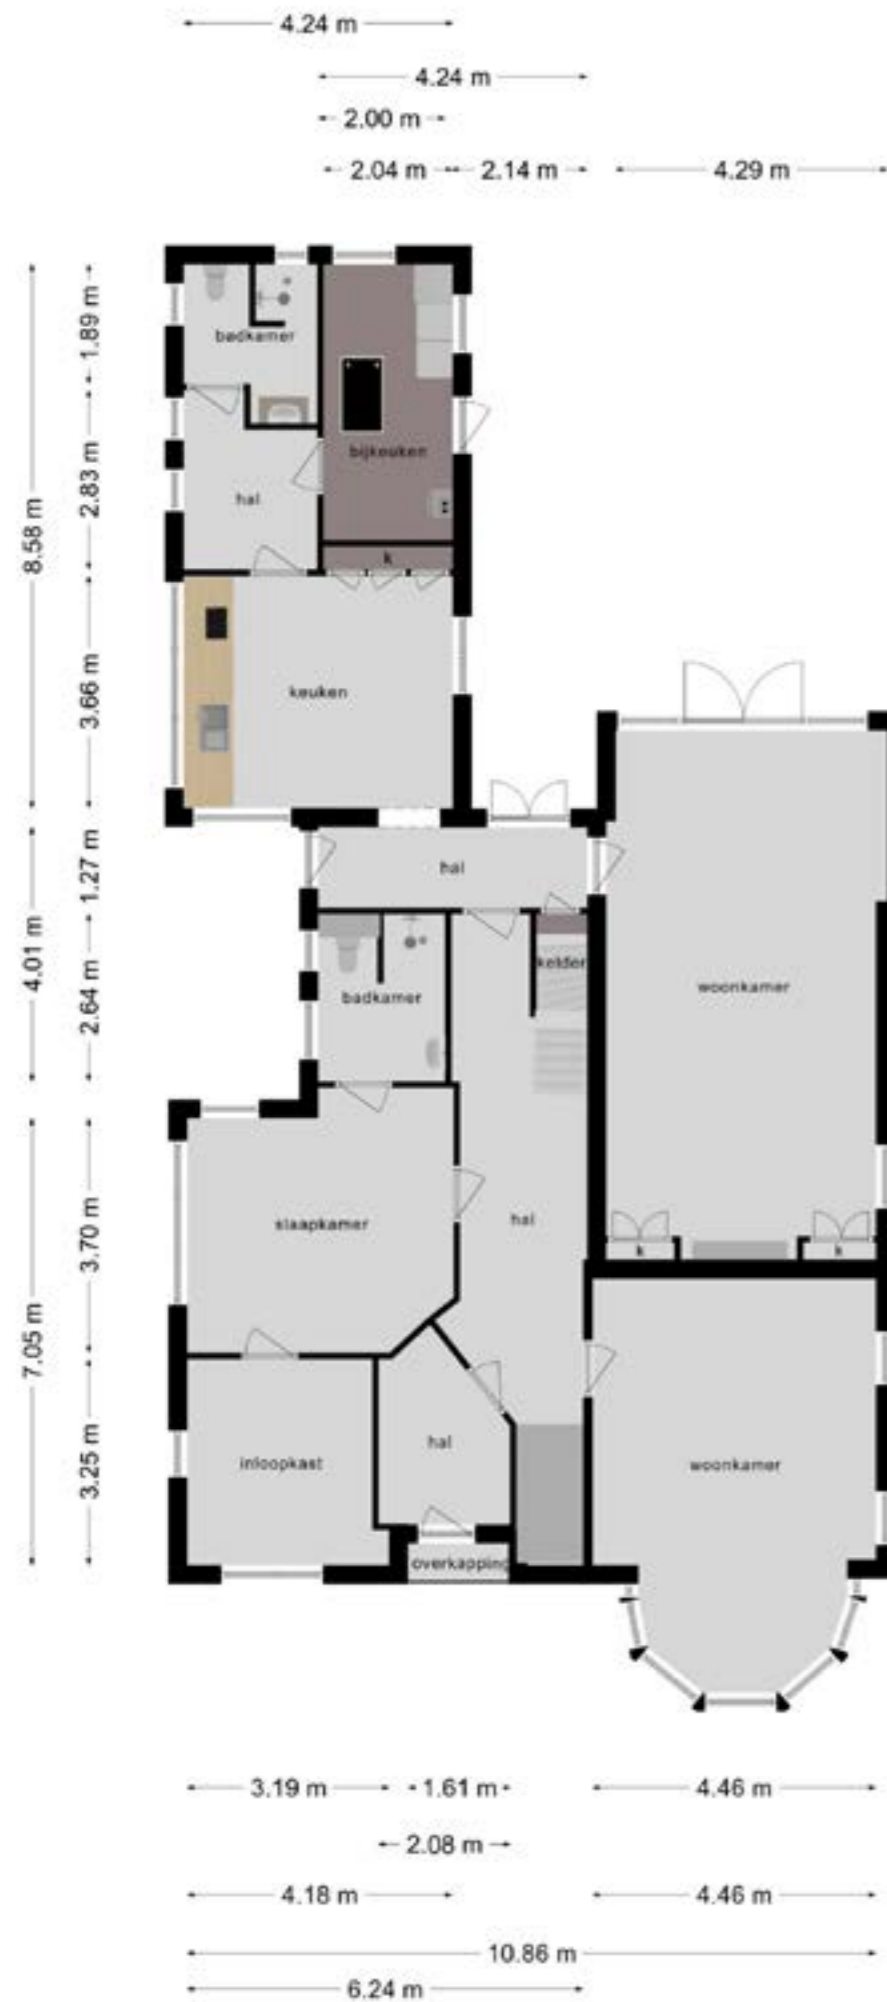 4.24 m
4.24 m
2.00 m
2.04 m
2.14 m
4.29 m
8.58 m
1.89 m
badkamer
bijkeuken
2.83 m
hal
k
3.66 m
keuken
4.01 m
1.27 m
hal
2.64 m
kelder
badkamer
woonkamer
7.05 m
3.70 m
slaapkamer
hal
k
k
3.25 m
inloopkast
hal
woonkamer
overkapping
3.19 m
1.61 m
4.46 m
2.08 m
4.18 m
4.46 m
10.86 m
6.24 m